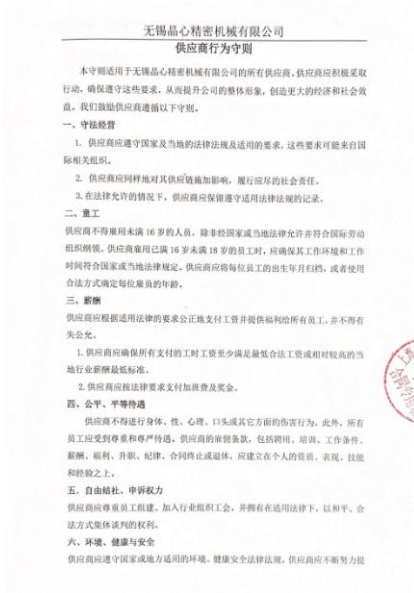 无锡晶心精密机械有限公司
供应商行为守则
本守则适用于无锡晶心精密机械有限公司的所有供应商。供应商应积极采取
行动，确保遵守这些要求，从而提升公司的整体形象，创造更大的经济和社会效
益。我们鼓励供应商遵循以下守则。
一、守法经营
1. 供应商应遵守国家及当地的法律法规及适用的要求，这些要求可能来自国
际相关组织。
2. 供应商应同样地对其供应链施加影响，履行应尽的社会责任。
3.在法律允许的情况下，供应商应保留遵守适用法律法规的记录。
二、童工
供应商不得雇用未满 16 岁的人员，除非经国家或当地法律允许并符合国际劳动
组织纲领。供应商雇用已满 16 岁未满 18 岁的员工时，应确保其工作环境和工作
时间符合国家或当地法律规定。供应商应将每位员工的出生年月归档，或者使用
合法方式确定每位雇员的年龄。
三、薪酬
供应商应根据适用法律的要求公正地支付工资并提供福利给所有员工，并不得有
失公允。
1.供应商应确保所有支付的工时工资至少满足最低合法工资或相对较高的当
地行业薪酬最低标准。
2.供应商应按法律要求支付加班费及奖金。
四、公平、平等待遇
供应商不得进行身体、性、心理、口头或其它方面的伤害行为。此外，所有
员工应受到尊重和尊严待遇。供应商的雇佣条款，包括聘用、培训、工作条件、
薪酬、福利、升职、纪律、合同终止或退休，应建立在个人的资质、表现、技能
和经验之上。
五、自由结社、申诉权力
供应商应尊重员工组建、加入行业组织工会，并拥有在适用法律下，以和平、合
法方式集体谈判的权利。
六、环境、健康与安全
供应商应遵守国家或地方适用的环境、健康安全法律法规。供应商应不断努力提